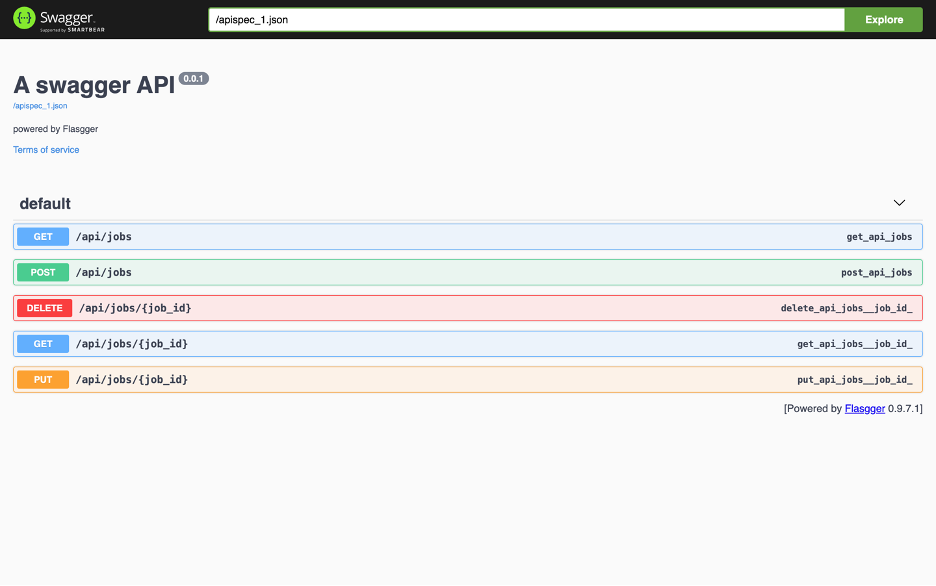 Swagger.
Supported by SMARTBEAR
/apispec_1.json
Explore
A swagger API 0.0.1
/apispec_1.json
powered by Flasgger
Terms of service
default
GET /api/jobs get_api_jobs
POST /api/jobs post_api_jobs
DELETE /api/jobs/{job_id} delete_api_jobs__job_id_
GET /api/jobs/{job_id} get_api_jobs__job_id_
PUT /api/jobs/{job_id} put_api_jobs__job_id_
[Powered by Flasgger 0.9.7.1]